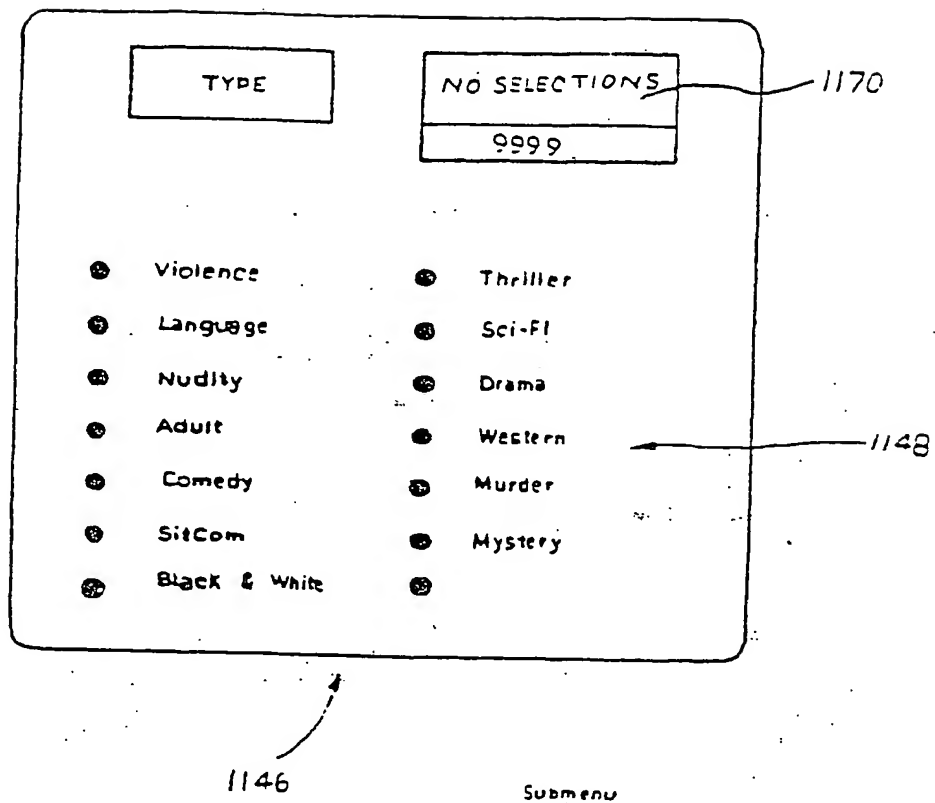 TYPE
NO SELECTIONS
1170
9999
Violence
Thriller
Language
Sci-Fi
Nudity
Drama
Adult
Western
1148
Comedy
Murder
SitCom
Mystery
Black & White
1146
Submenu